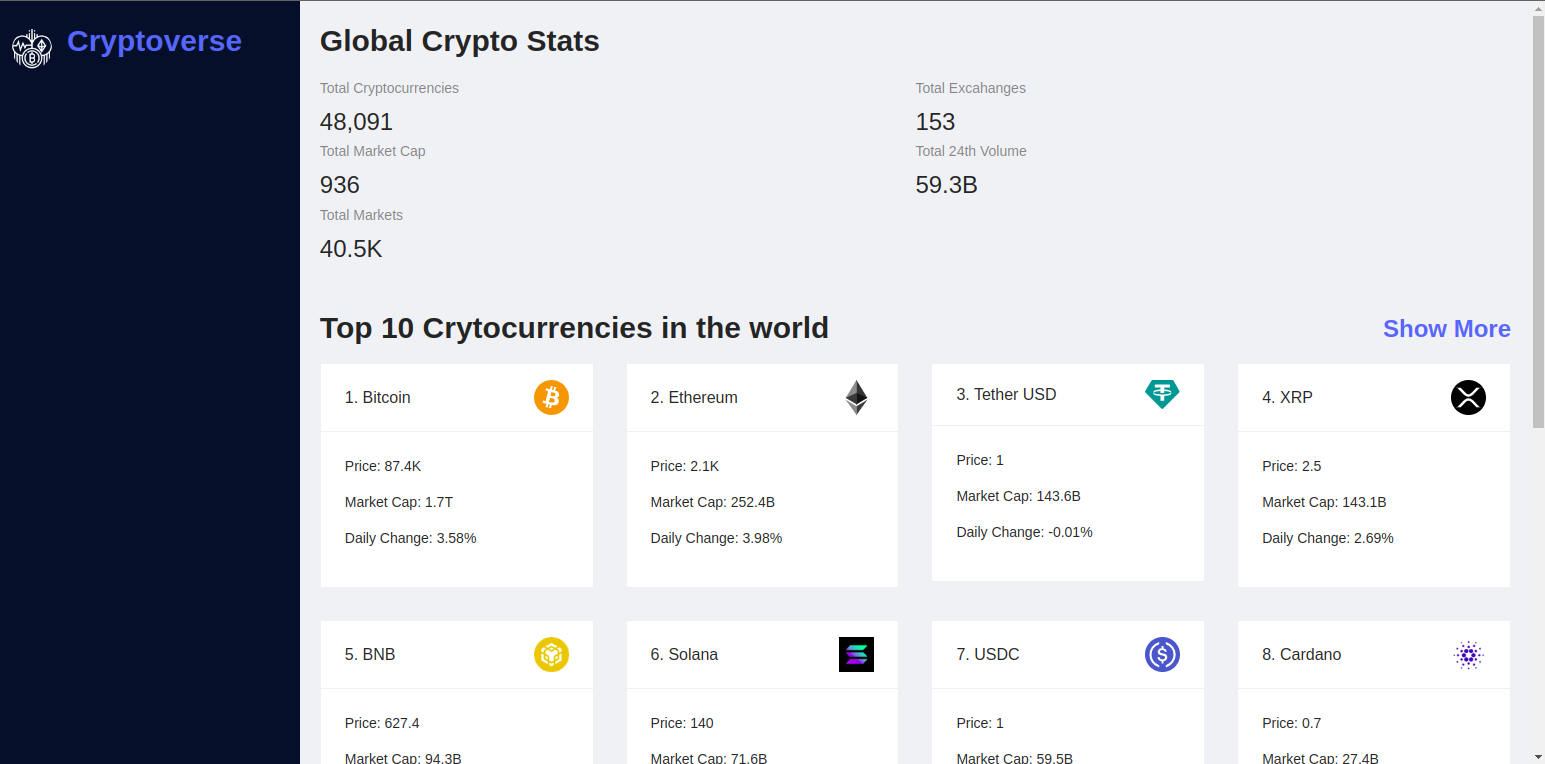 Cryptoverse
Global Crypto Stats
Total Cryptocurrencies
48,091
Total Excahanges
153
Total Market Cap
936
Total 24th Volume
59.3B
Total Markets
40.5K
Top 10 Crytocurrencies in the world
Show More
1. Bitcoin
Price: 87.4K
Market Cap: 1.7T
Daily Change: 3.58%
2. Ethereum
Price: 2.1K
Market Cap: 252.4B
Daily Change: 3.98%
3. Tether USD
Price: 1
Market Cap: 143.6B
Daily Change: -0.01%
4. XRP
Price: 2.5
Market Cap: 143.1B
Daily Change: 2.69%
5. BNB
Price: 627.4
Market Cap: 94.3B
6. Solana
Price: 140
Market Cap: 71.6B
7. USDC
Price: 1
Market Cap: 59.5B
8. Cardano
Price: 0.7
Market Cap: 27.4B